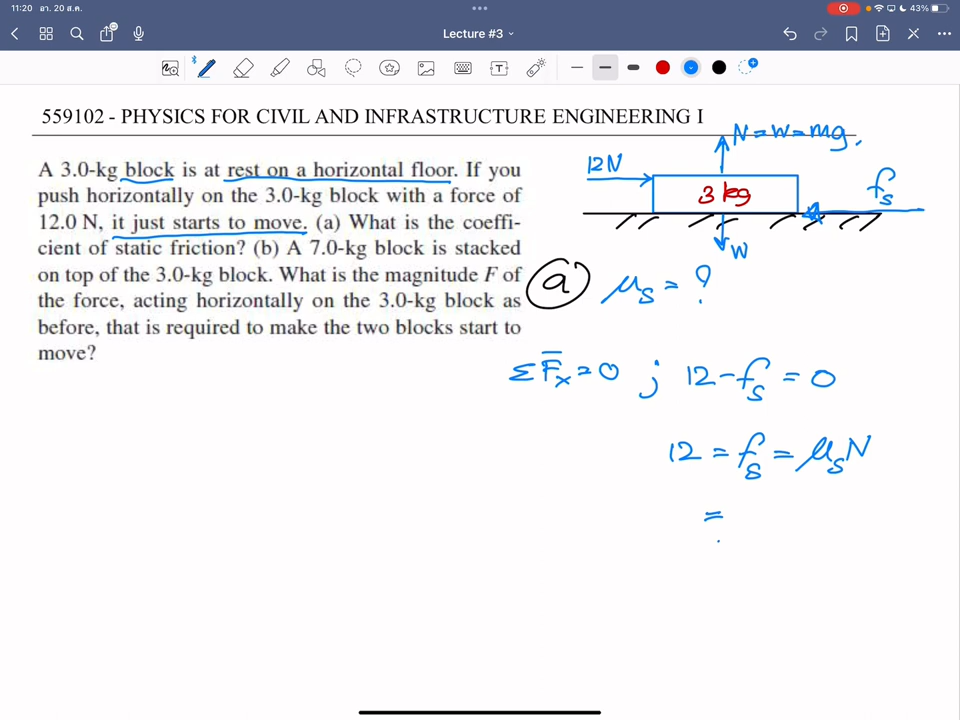 11:20 อา. 20 ส.ค.
43%
Lecture #3
559102 - PHYSICS FOR CIVIL AND INFRASTRUCTURE ENGINEERING I
A 3.0-kg block is at rest on a horizontal floor. If you
push horizontally on the 3.0-kg block with a force of
12.0 N, it just starts to move. (a) What is the coeffi-
cient of static friction? (b) A 7.0-kg block is stacked
on top of the 3.0-kg block. What is the magnitude F of
the force, acting horizontally on the 3.0-kg block as
before, that is required to make the two blocks start to
move?
N=W=mg.
12N
3 kg
fs
W
a μs = ?
ΣFx=0 ; 12-fs = 0
12 = fs = μsN
=